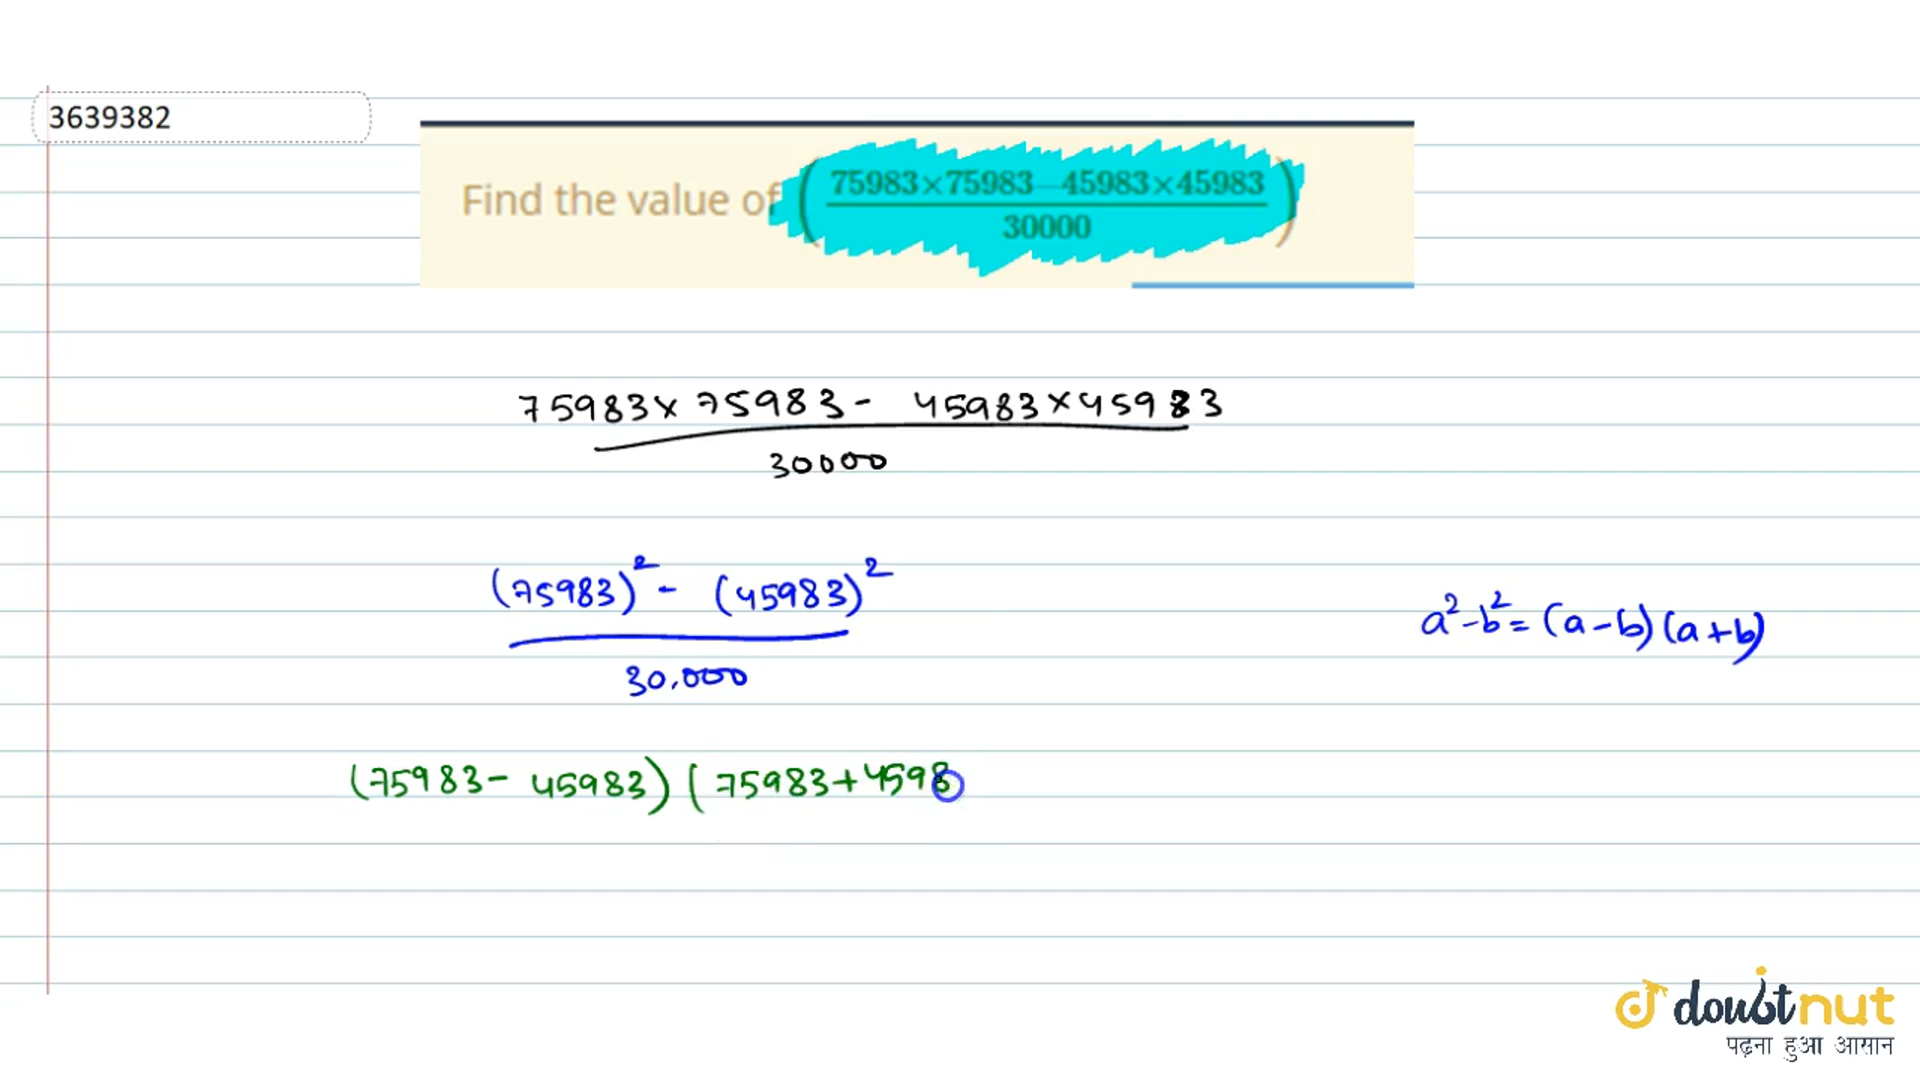 3639382
Find the value of (75983×75983−45983×45983 / 30000)
75983 × 75983 - 45983 × 45983
30000
(75983)² - (45983)²
30,000
a² - b² = (a - b) (a + b)
(75983 - 45983) (75983 + 4598
doubtnut
पढ़ना हुआ आसान